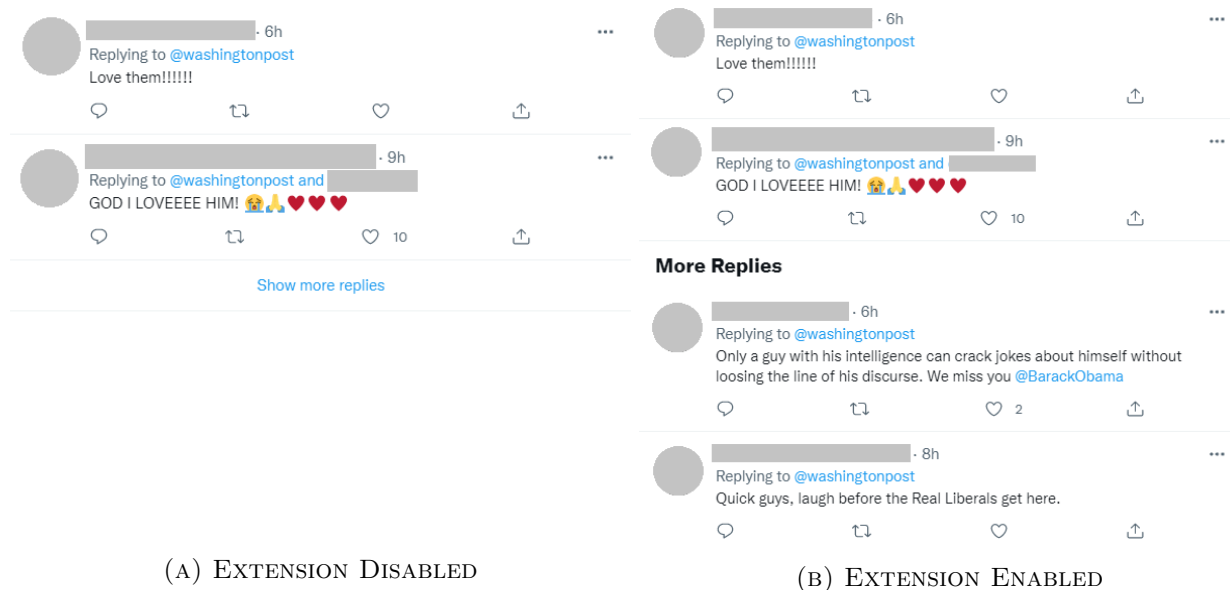 · 6h
Replying to @washingtonpost
Love them!!!!!!
· 9h
Replying to @washingtonpost and
GOD I LOVEEEE HIM! 😭🙏♥♥♥
10
Show more replies
(A) EXTENSION DISABLED
· 6h
Replying to @washingtonpost
Love them!!!!!!
· 9h
Replying to @washingtonpost and
GOD I LOVEEEE HIM! 😭🙏♥♥♥
10
More Replies
· 6h
Replying to @washingtonpost
Only a guy with his intelligence can crack jokes about himself without
loosing the line of his discurse. We miss you @BarackObama
2
· 8h
Replying to @washingtonpost
Quick guys, laugh before the Real Liberals get here.
(B) EXTENSION ENABLED